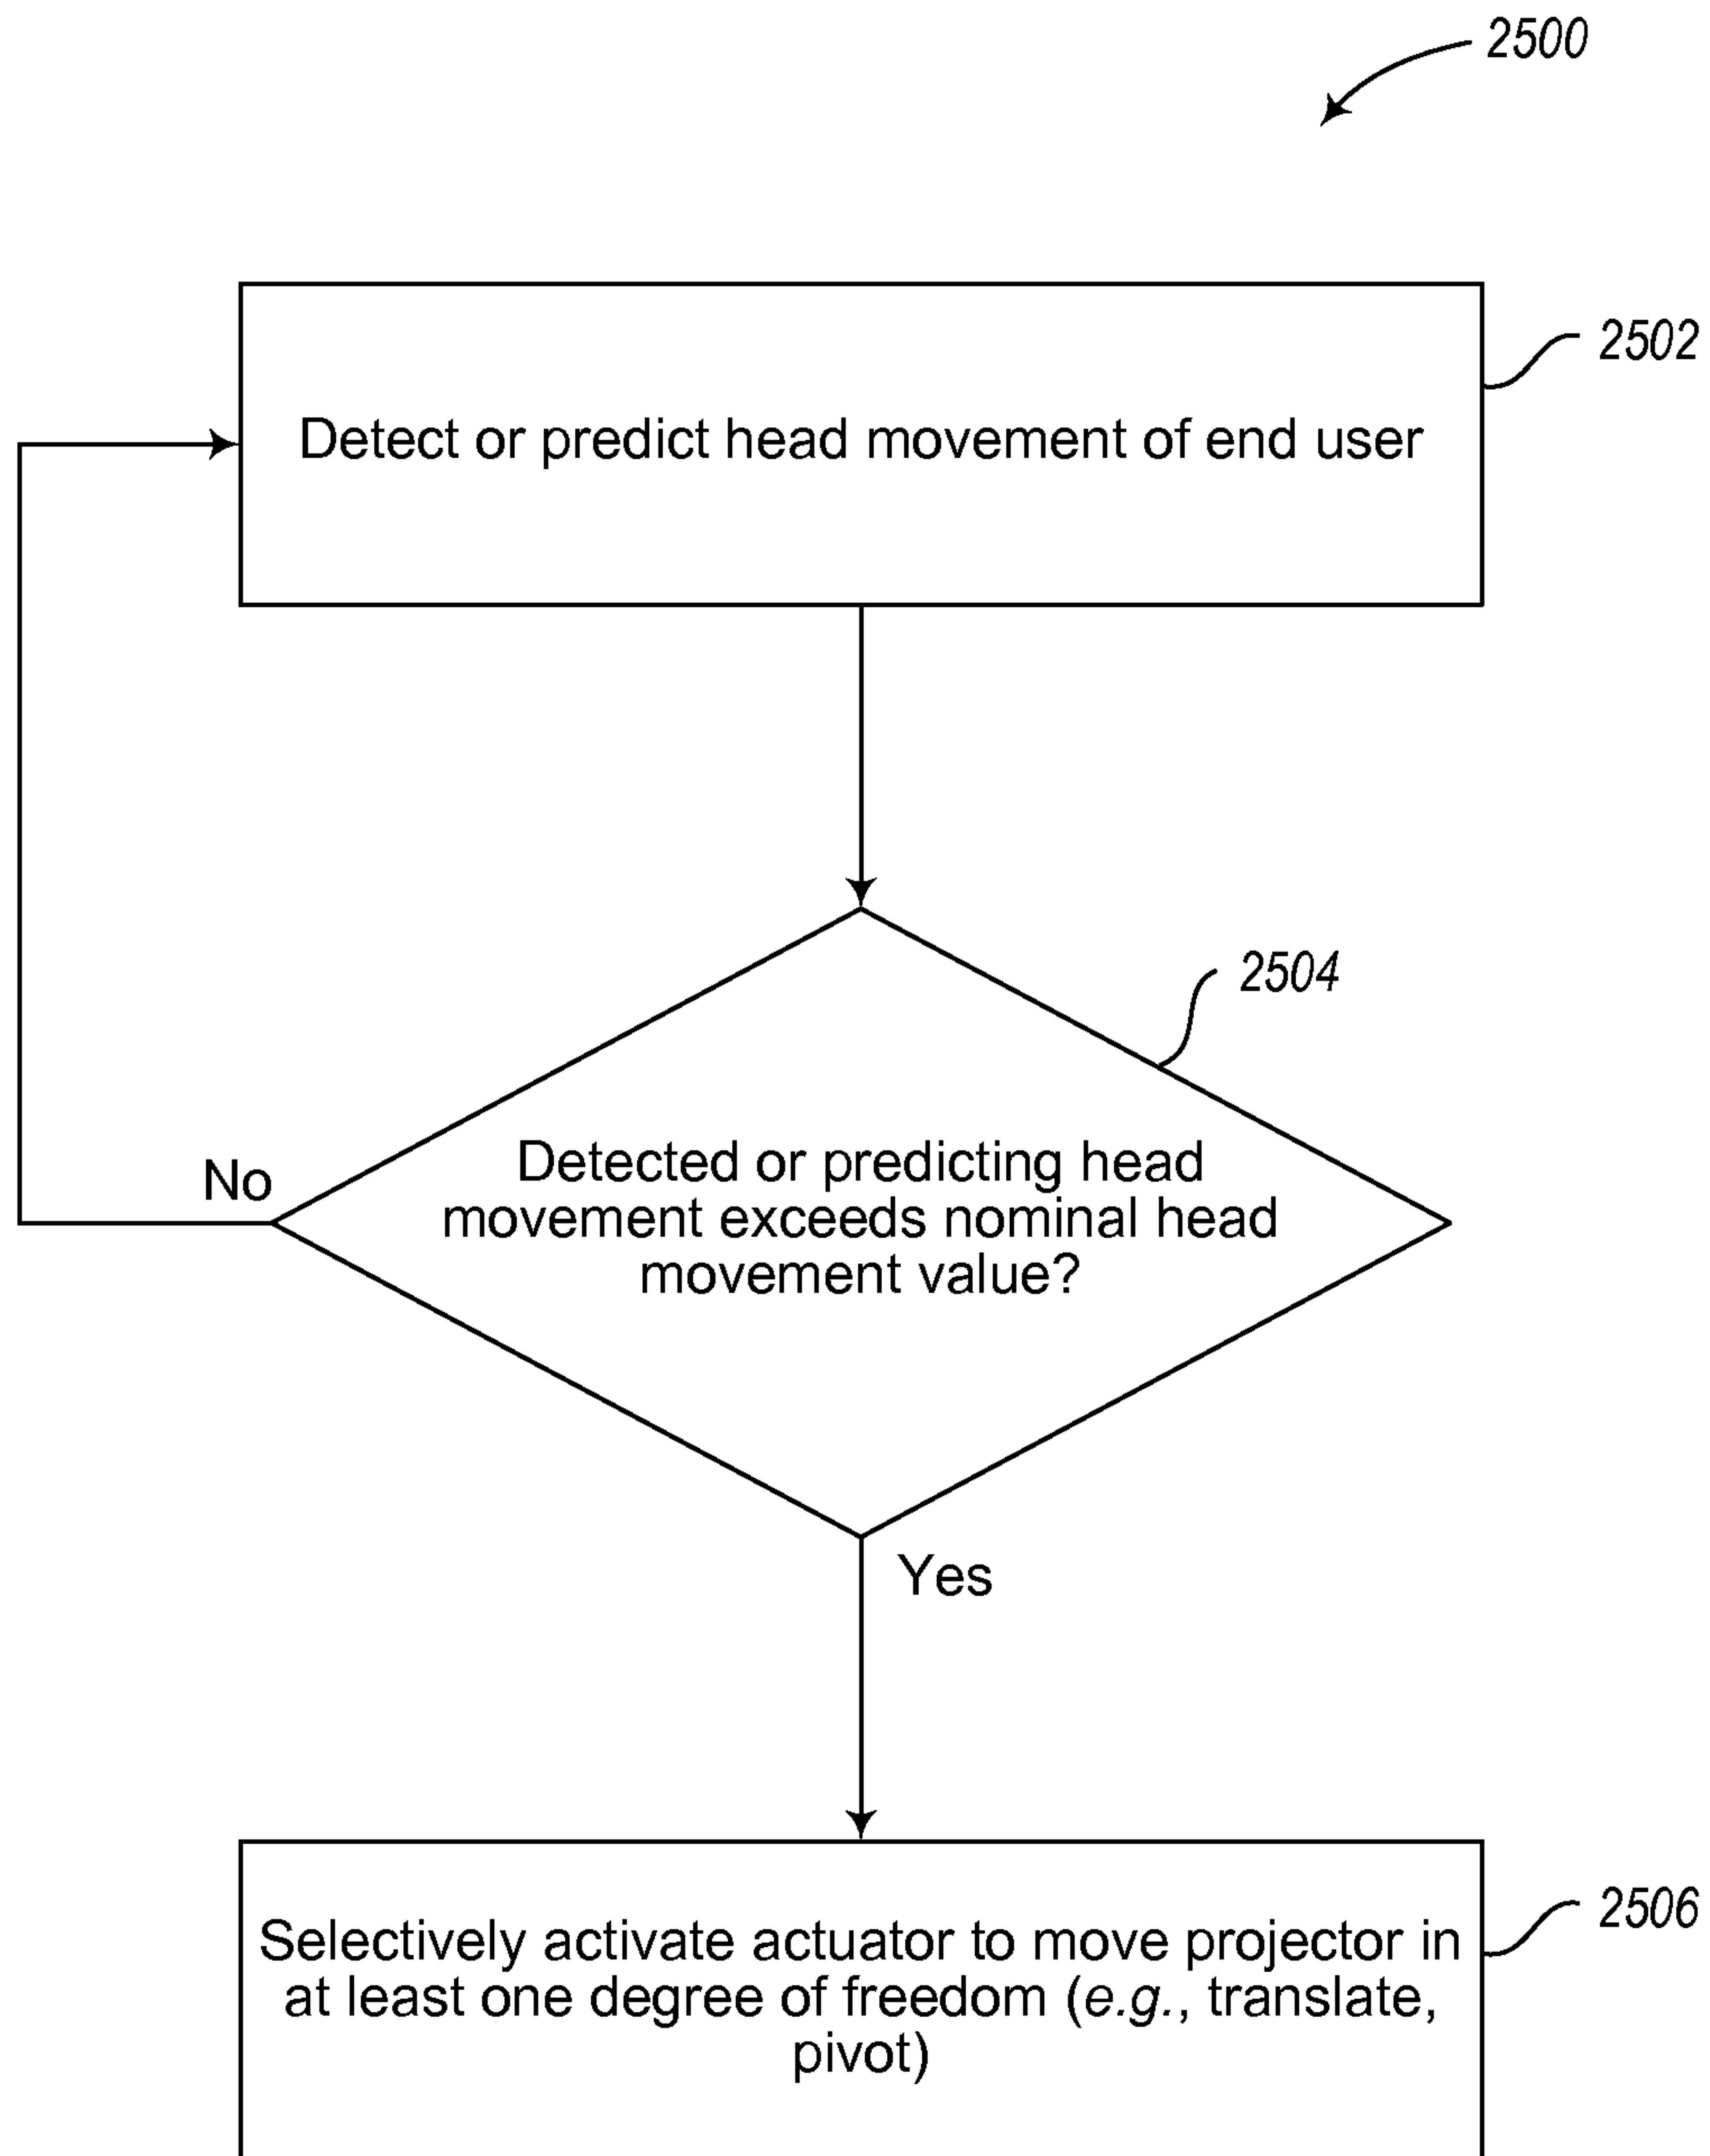 2500
2502
Detect or predict head movement of end user
2504
Detected or predicting head
movement exceeds nominal head
movement value?
No
Yes
2506
Selectively activate actuator to move projector in
at least one degree of freedom (e.g., translate,
pivot)